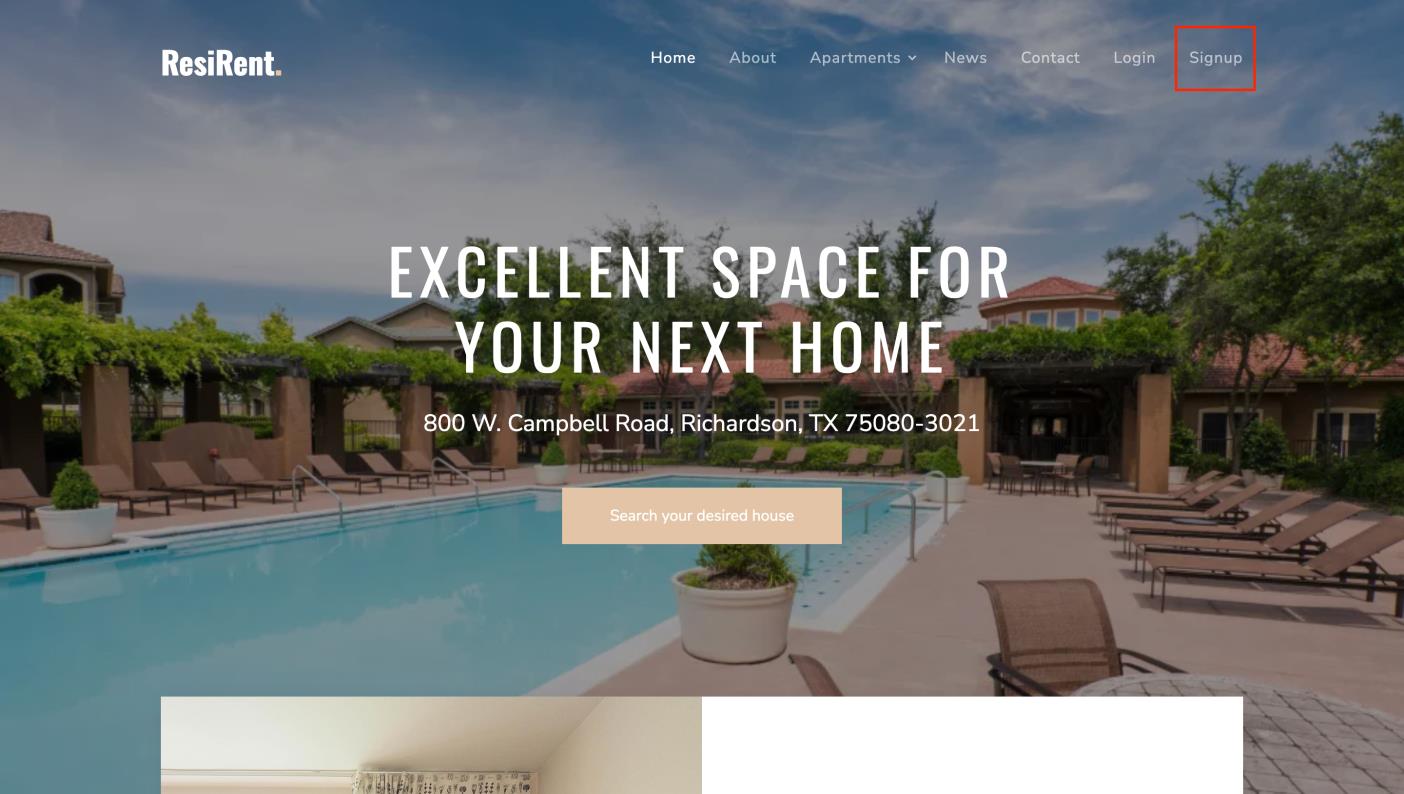 ResiRent.
Home About Apartments News Contact Login Signup
EXCELLENT SPACE FOR
YOUR NEXT HOME
800 W. Campbell Road, Richardson, TX 75080-3021
Search your desired house